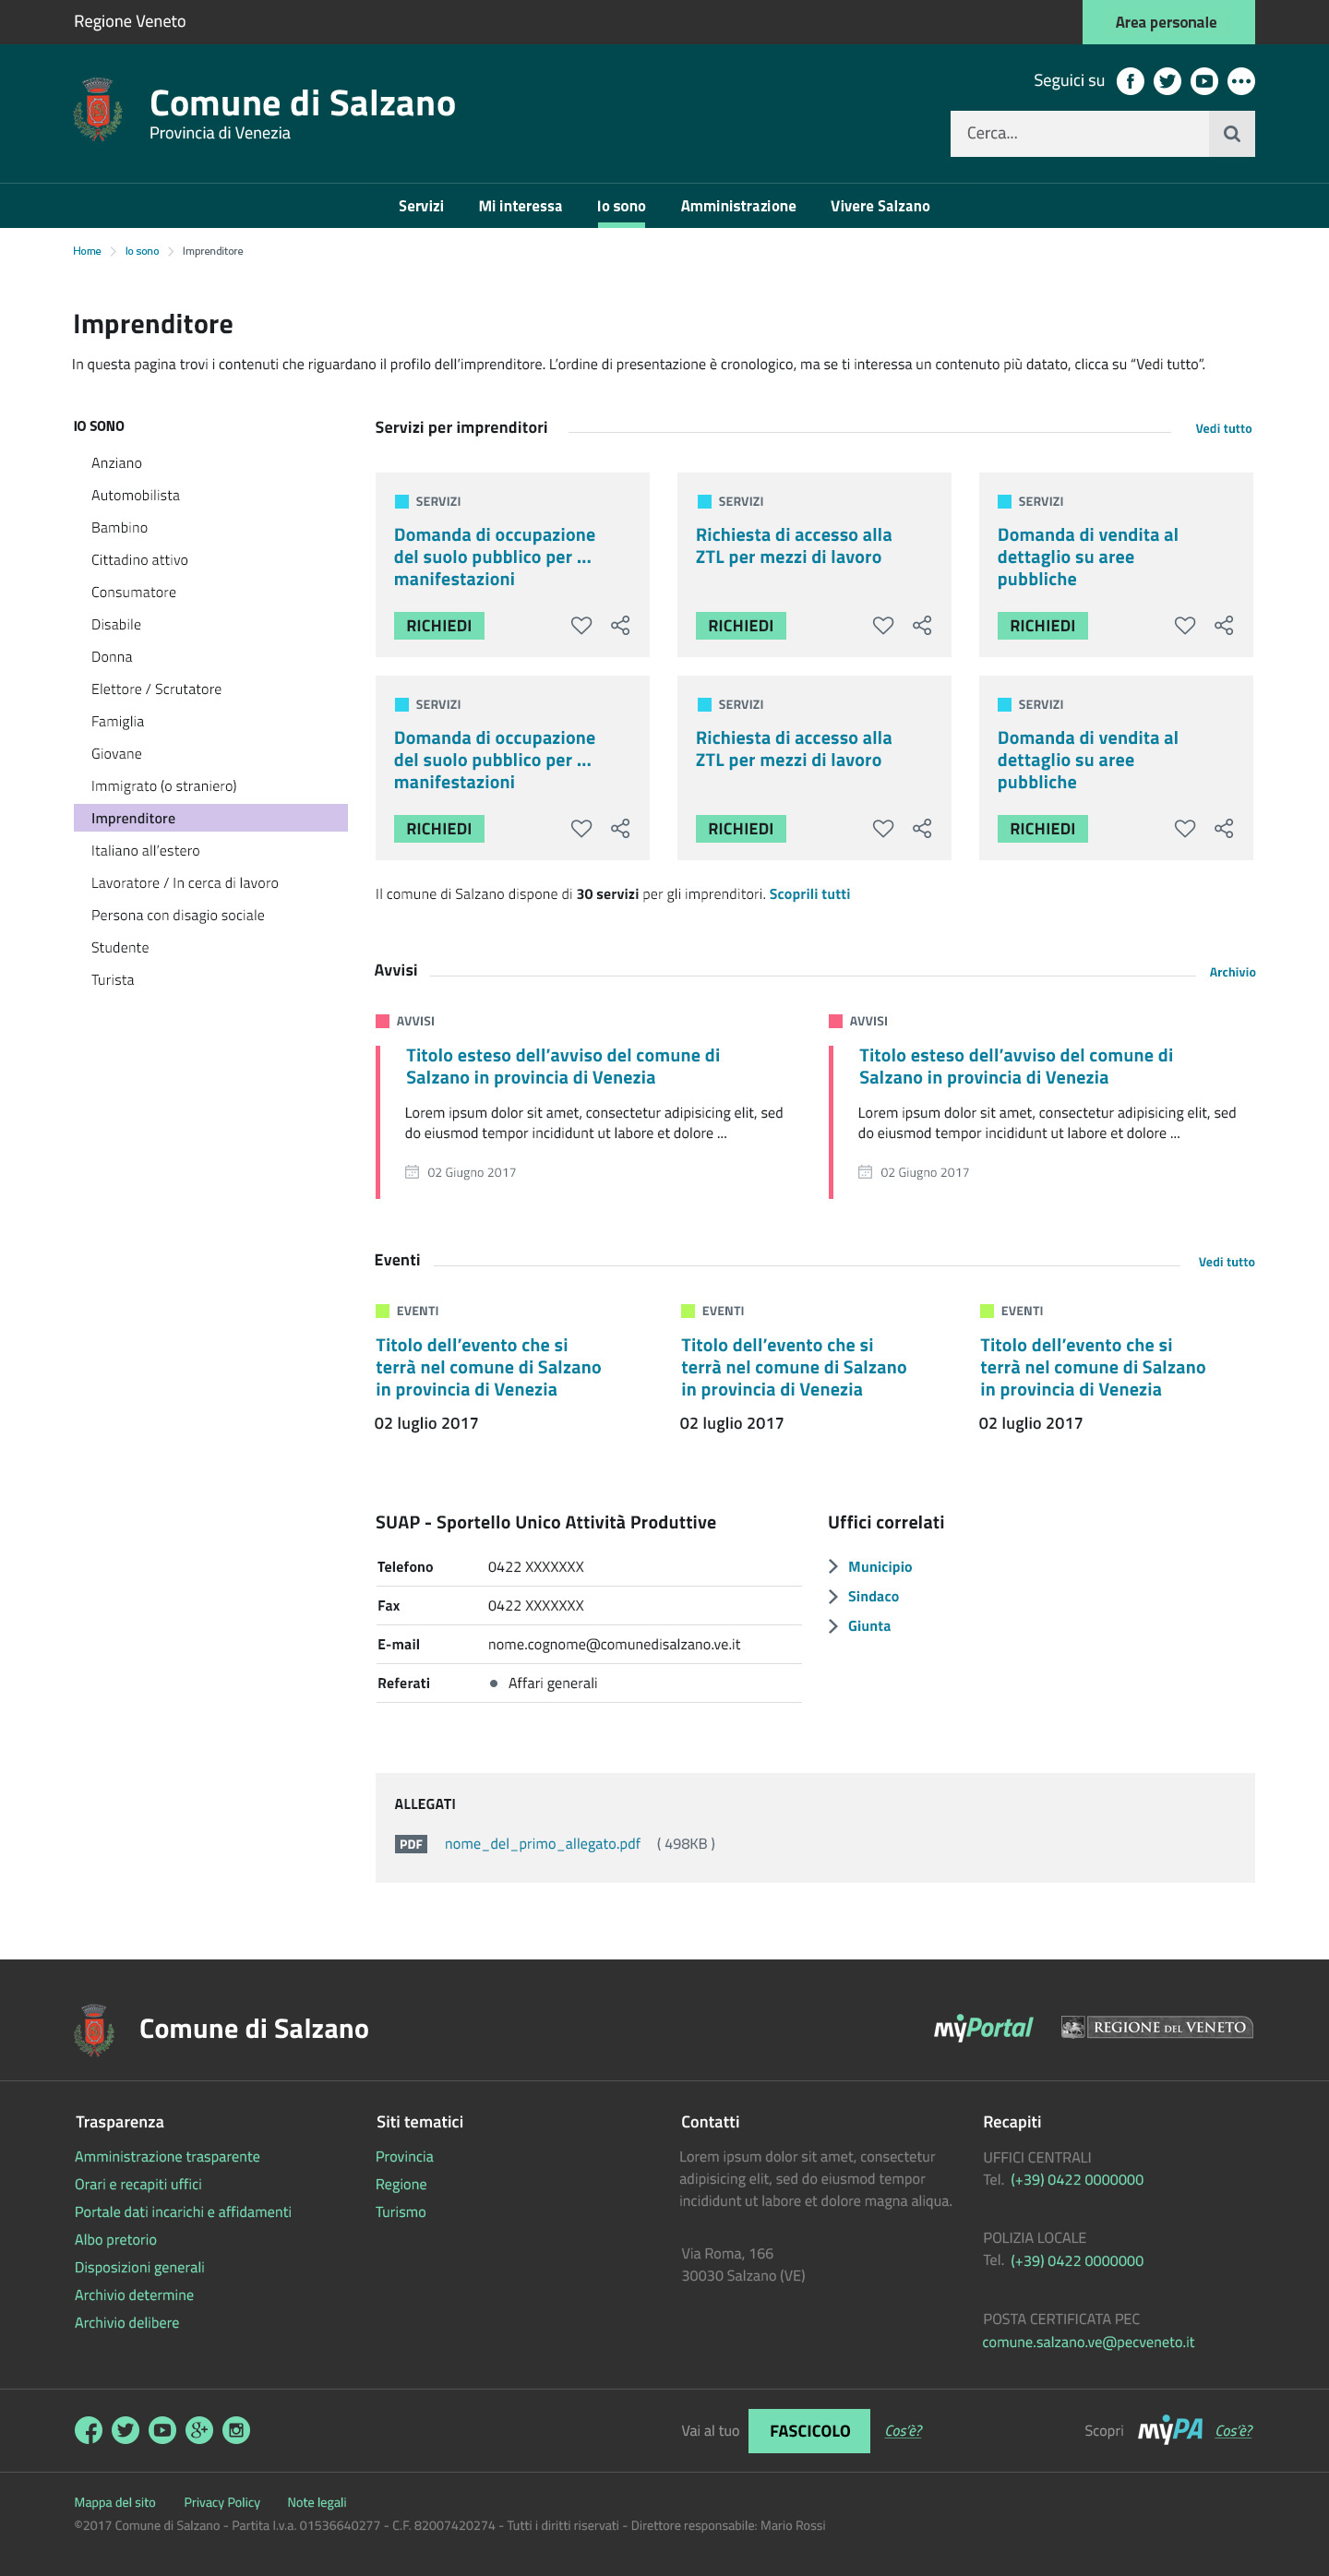 Regione Veneto
Area personale
Comune di Salzano
Provincia di Venezia
Seguici su
Cerca...
Servizi
Mi interessa
Io sono
Amministrazione
Vivere Salzano
Home
Io sono
Imprenditore
Imprenditore
In questa pagina trovi i contenuti che riguardano il profilo dell’imprenditore. L’ordine di presentazione è cronologico, ma se ti interessa un contenuto più datato, clicca su “Vedi tutto”.
IO SONO
Anziano
Automobilista
Bambino
Cittadino attivo
Consumatore
Disabile
Donna
Elettore / Scrutatore
Famiglia
Giovane
Immigrato (o straniero)
Imprenditore
Italiano all’estero
Lavoratore / In cerca di lavoro
Persona con disagio sociale
Studente
Turista
Servizi per imprenditori
Vedi tutto
SERVIZI
Domanda di occupazione
del suolo pubblico per ...
manifestazioni
RICHIEDI
SERVIZI
Richiesta di accesso alla
ZTL per mezzi di lavoro
RICHIEDI
SERVIZI
Domanda di vendita al
dettaglio su aree
pubbliche
RICHIEDI
SERVIZI
Domanda di occupazione
del suolo pubblico per ...
manifestazioni
RICHIEDI
SERVIZI
Richiesta di accesso alla
ZTL per mezzi di lavoro
RICHIEDI
SERVIZI
Domanda di vendita al
dettaglio su aree
pubbliche
RICHIEDI
Il comune di Salzano dispone di 30 servizi per gli imprenditori. Scoprili tutti
Avvisi
Archivio
AVVISI
Titolo esteso dell’avviso del comune di
Salzano in provincia di Venezia
Lorem ipsum dolor sit amet, consectetur adipisicing elit, sed
do eiusmod tempor incididunt ut labore et dolore ...
02 Giugno 2017
AVVISI
Titolo esteso dell’avviso del comune di
Salzano in provincia di Venezia
Lorem ipsum dolor sit amet, consectetur adipisicing elit, sed
do eiusmod tempor incididunt ut labore et dolore ...
02 Giugno 2017
Eventi
Vedi tutto
EVENTI
Titolo dell’evento che si
terrà nel comune di Salzano
in provincia di Venezia
02 luglio 2017
EVENTI
Titolo dell’evento che si
terrà nel comune di Salzano
in provincia di Venezia
02 luglio 2017
EVENTI
Titolo dell’evento che si
terrà nel comune di Salzano
in provincia di Venezia
02 luglio 2017
SUAP - Sportello Unico Attività Produttive
Telefono 0422 XXXXXXX
Fax 0422 XXXXXXX
E-mail nome.cognome@comunedisalzano.ve.it
Referati Affari generali
Uffici correlati
Municipio
Sindaco
Giunta
ALLEGATI
PDF nome_del_primo_allegato.pdf ( 498KB )
Comune di Salzano
myPortal
REGIONE DEL VENETO
Trasparenza
Amministrazione trasparente
Orari e recapiti uffici
Portale dati incarichi e affidamenti
Albo pretorio
Disposizioni generali
Archivio determine
Archivio delibere
Siti tematici
Provincia
Regione
Turismo
Contatti
Lorem ipsum dolor sit amet, consectetur
adipisicing elit, sed do eiusmod tempor
incididunt ut labore et dolore magna aliqua.
Via Roma, 166
30030 Salzano (VE)
Recapiti
UFFICI CENTRALI
Tel. (+39) 0422 0000000
POLIZIA LOCALE
Tel. (+39) 0422 0000000
POSTA CERTIFICATA PEC
comune.salzano.ve@pecveneto.it
Vai al tuo FASCICOLO Cos’è?
Scopri myPA Cos’è?
Mappa del sito
Privacy Policy
Note legali
©2017 Comune di Salzano - Partita I.v.a. 01536640277 - C.F. 82007420274 - Tutti i diritti riservati - Direttore responsabile: Mario Rossi